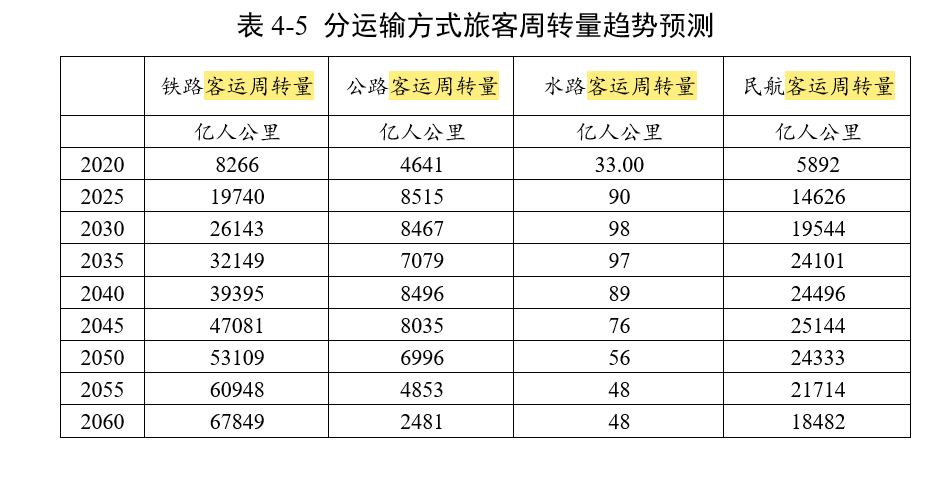 表 4-5 分运输方式旅客周转量趋势预测
铁路客运周转量 公路客运周转量 水路客运周转量 民航客运周转量
亿人公里 亿人公里 亿人公里 亿人公里
2020 8266 4641 33.00 5892
2025 19740 8515 90 14626
2030 26143 8467 98 19544
2035 32149 7079 97 24101
2040 39395 8496 89 24496
2045 47081 8035 76 25144
2050 53109 6996 56 24333
2055 60948 4853 48 21714
2060 67849 2481 48 18482